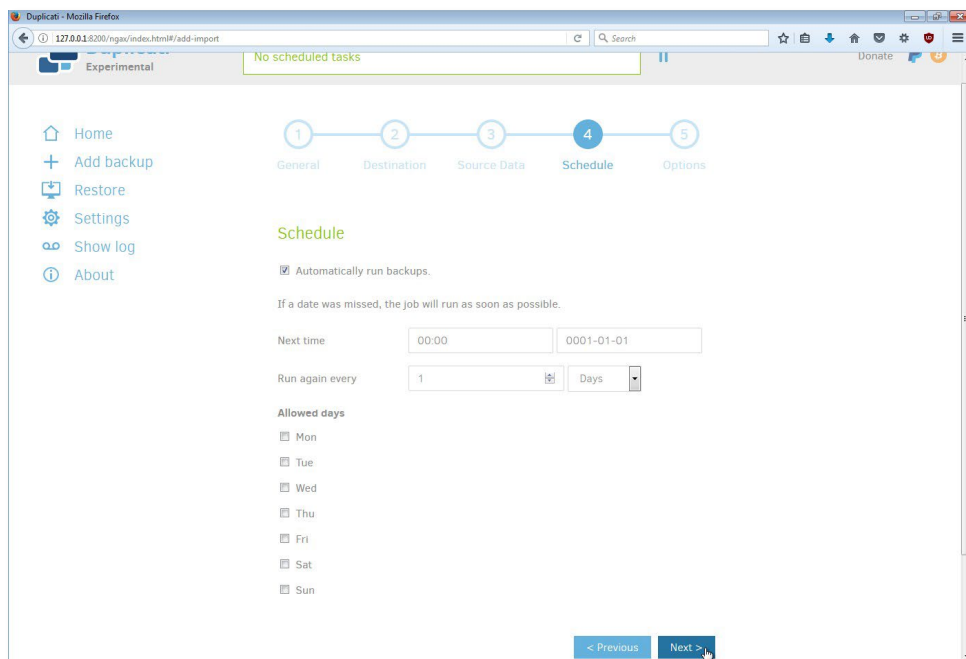 Duplicati - Mozilla Firefox
127.0.0.1:8200/ngax/index.html#/add-import
Search
Experimental
No scheduled tasks
Donate
Home
Add backup
Restore
Settings
Show log
About
1 2 3 4 5
General Destination Source Data Schedule Options
Schedule
Automatically run backups.
If a date was missed, the job will run as soon as possible.
Next time 00:00 0001-01-01
Run again every 1 Days
Allowed days
Mon
Tue
Wed
Thu
Fri
Sat
Sun
< Previous Next >